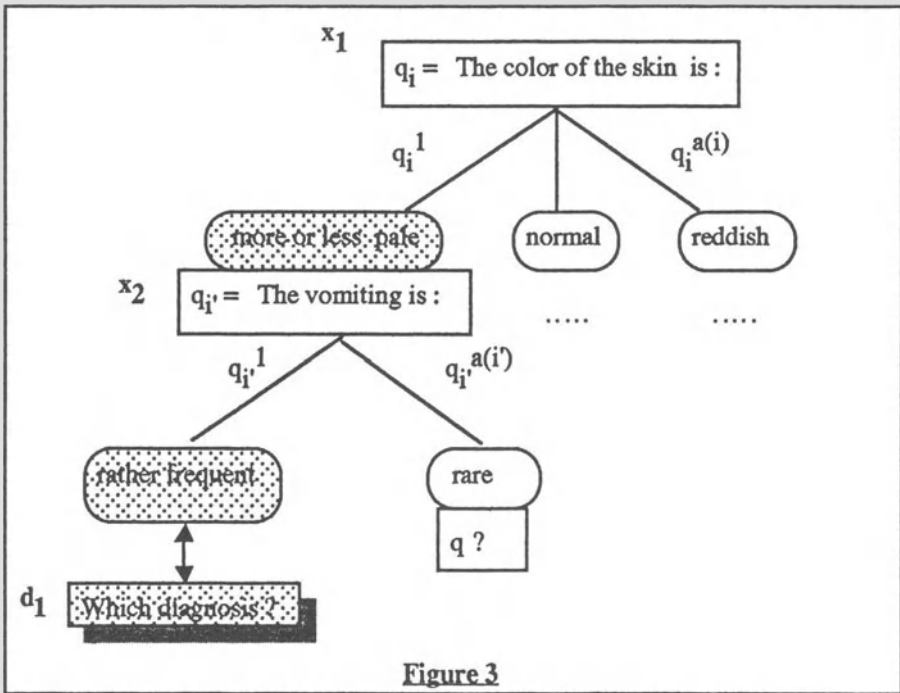 x1
qi = The color of the skin is :
qi1 qia(i)
more or less pale normal reddish
x2
qi' = The vomiting is :
..... .....
qi'1 qi'a(i')
rather frequent rare
q ?
d1 Which diagnosis ?
Figure 3